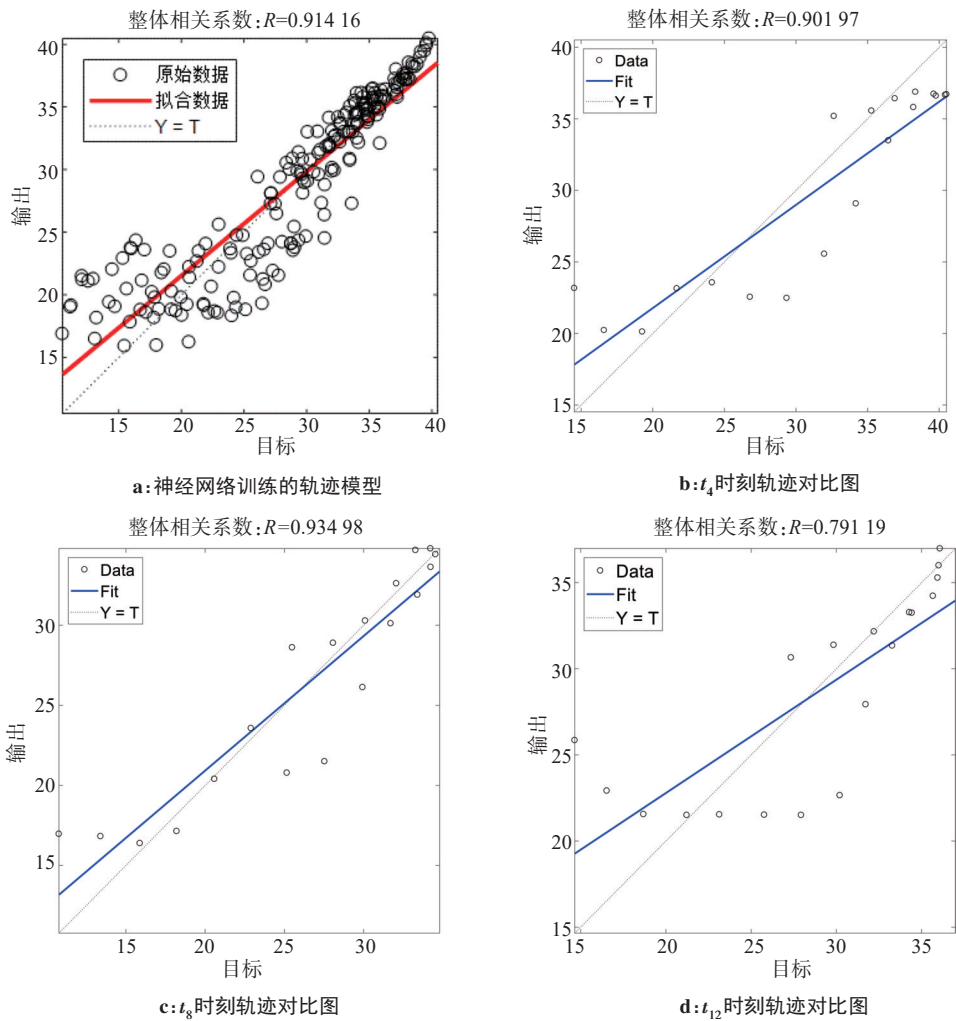 整体相关系数:R=0.914 16
40
35
30
25
20
15
输出
原始数据
拟合数据
Y = T
15
20
25
30
35
40
目标
a:神经网络训练的轨迹模型
整体相关系数:R=0.901 97
40
35
30
25
20
15
输出
Data
Fit
Y = T
15
20
25
30
35
40
目标
b:t4时刻轨迹对比图
整体相关系数:R=0.934 98
30
25
20
15
输出
Data
Fit
Y = T
15
20
25
30
目标
c:t8时刻轨迹对比图
整体相关系数:R=0.791 19
35
30
25
20
15
输出
Data
Fit
Y = T
15
20
25
30
35
目标
d:t12时刻轨迹对比图